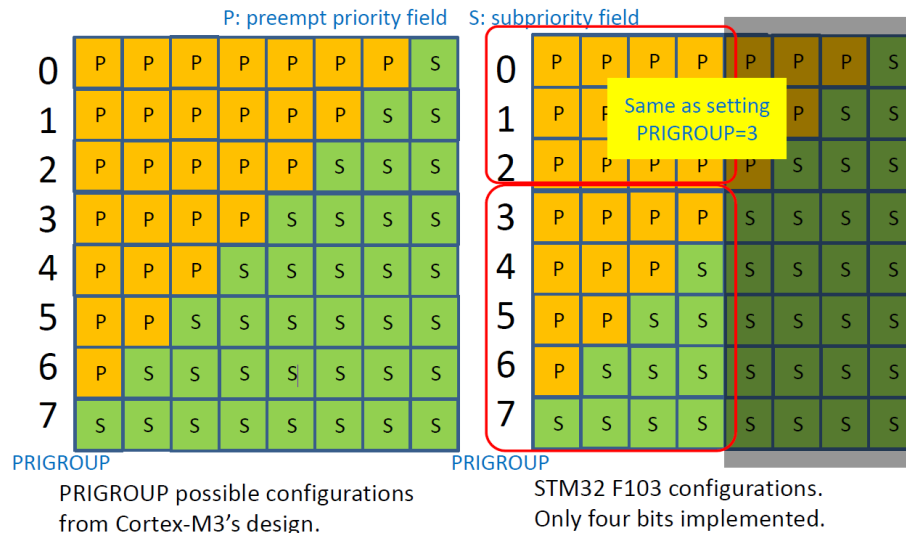 P: preempt priority field
S: subpriority field
0 P P P P P P P S
1 P P P P P P S S
2 P P P P P S S S
3 P P P P S S S S
4 P P P S S S S S
5 P P S S S S S S
6 P S S S S S S S
7 S S S S S S S S
PRIGROUP
PRIGROUP possible configurations
from Cortex-M3's design.
0 P P P P P P P S
1 P P S S
Same as setting
PRIGROUP=3
2 P P P P P S S S
3 P P P P S S S S
4 P P P S S S S S
5 P P S S S S S S
6 P S S S S S S S
7 S S S S S S S S
PRIGROUP
STM32 F103 configurations.
Only four bits implemented.